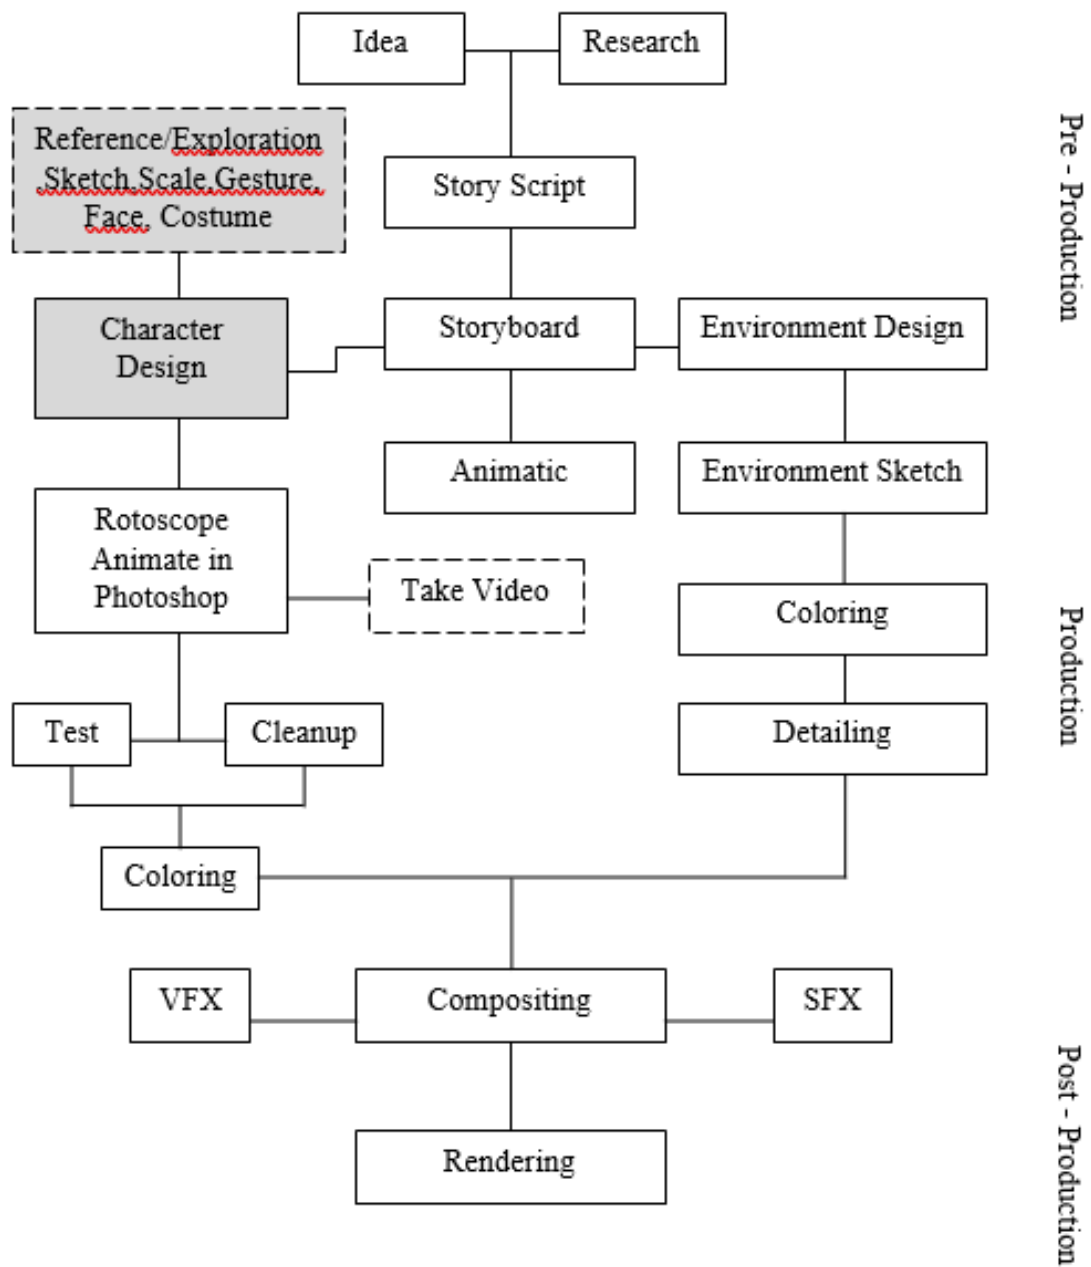 Idea
Research
Pre - Production
Reference/Exploration
,Sketch,Scale,Gesture,
Face, Costume
Story Script
Character
Design
Storyboard
Environment Design
Animatic
Environment Sketch
Rotoscope
Animate in
Photoshop
Take Video
Coloring
Production
Test
Cleanup
Detailing
Coloring
VFX
Compositing
SFX
Post - Production
Rendering